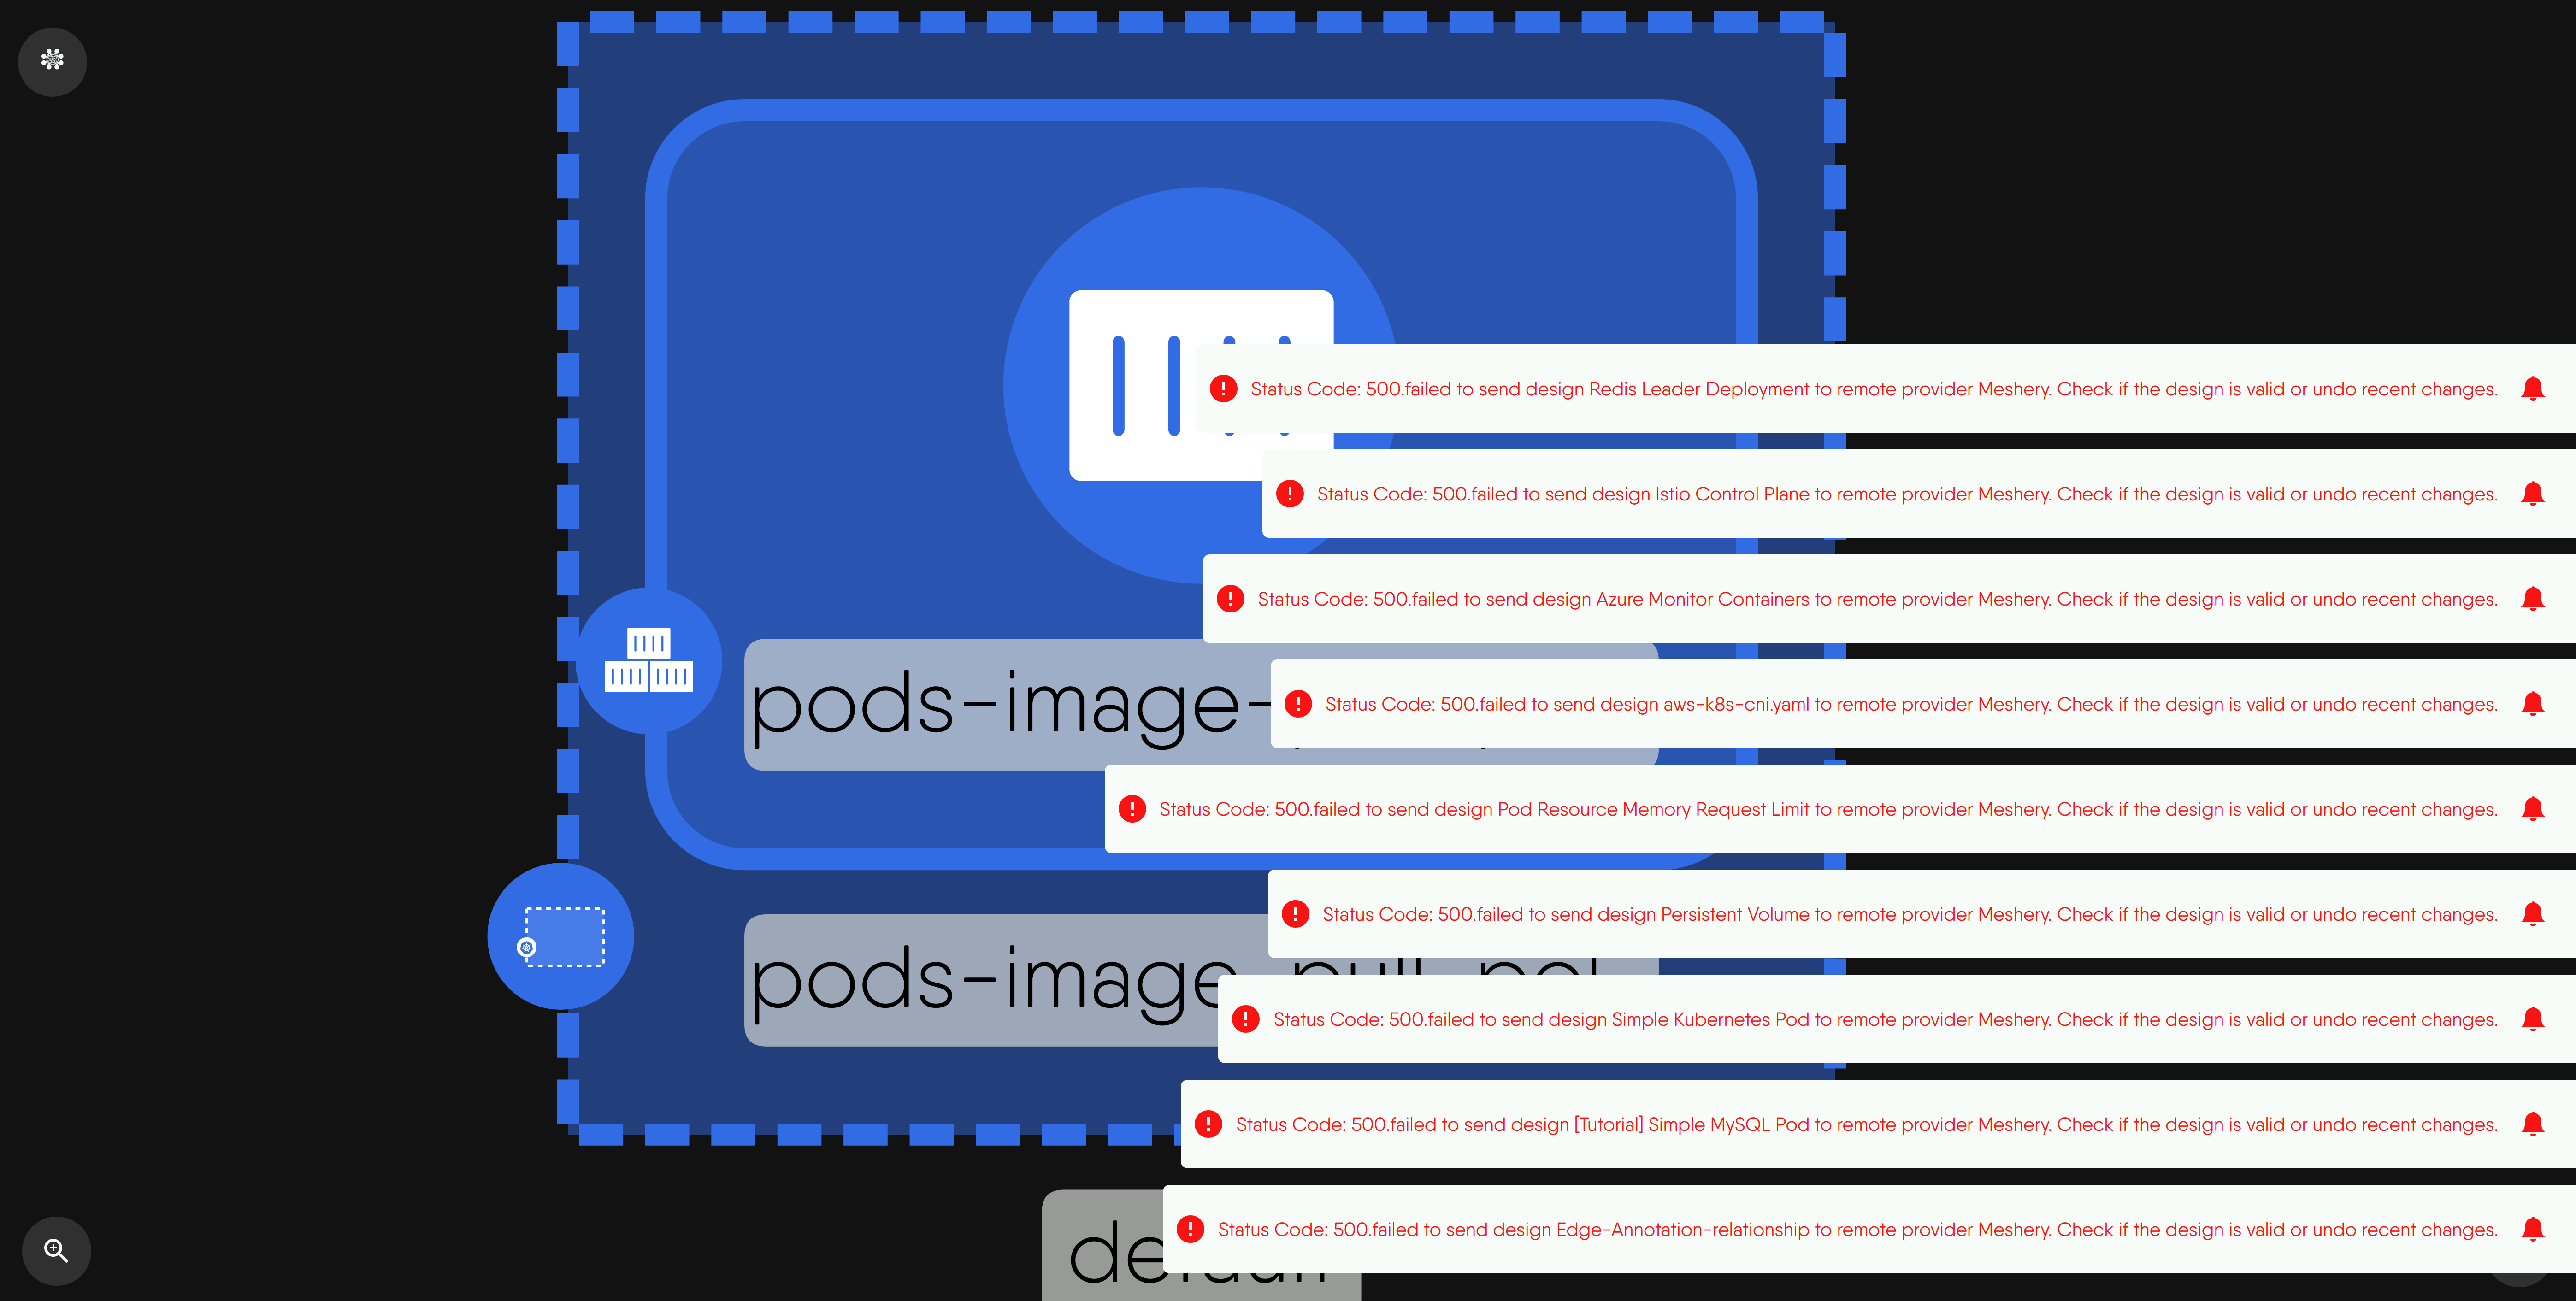 Status Code: 500.failed to send design Redis Leader Deployment to remote provider Meshery. Check if the design is valid or undo recent changes.
Status Code: 500.failed to send design Istio Control Plane to remote provider Meshery. Check if the design is valid or undo recent changes.
Status Code: 500.failed to send design Azure Monitor Containers to remote provider Meshery. Check if the design is valid or undo recent changes.
pods-image-
Status Code: 500.failed to send design aws-k8s-cni.yaml to remote provider Meshery. Check if the design is valid or undo recent changes.
Status Code: 500.failed to send design Pod Resource Memory Request Limit to remote provider Meshery. Check if the design is valid or undo recent changes.
Status Code: 500.failed to send design Persistent Volume to remote provider Meshery. Check if the design is valid or undo recent changes.
pods-image-pull-pol
Status Code: 500.failed to send design Simple Kubernetes Pod to remote provider Meshery. Check if the design is valid or undo recent changes.
Status Code: 500.failed to send design [Tutorial] Simple MySQL Pod to remote provider Meshery. Check if the design is valid or undo recent changes.
Status Code: 500.failed to send design Edge-Annotation-relationship to remote provider Meshery. Check if the design is valid or undo recent changes.
default